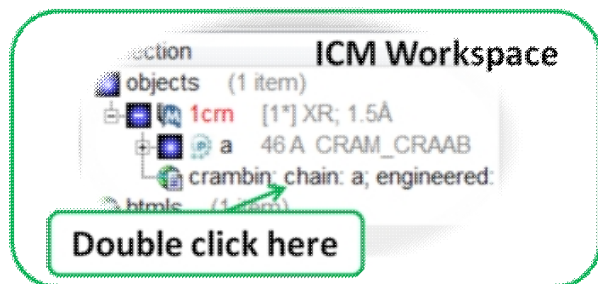 ection ICM Workspace
objects (1 item)
1crn [1*] XR; 1.5Å
a 46 A CRAM_CRAAB
crambin; chain: a; engineered:
htmls (1 item)
Double click here